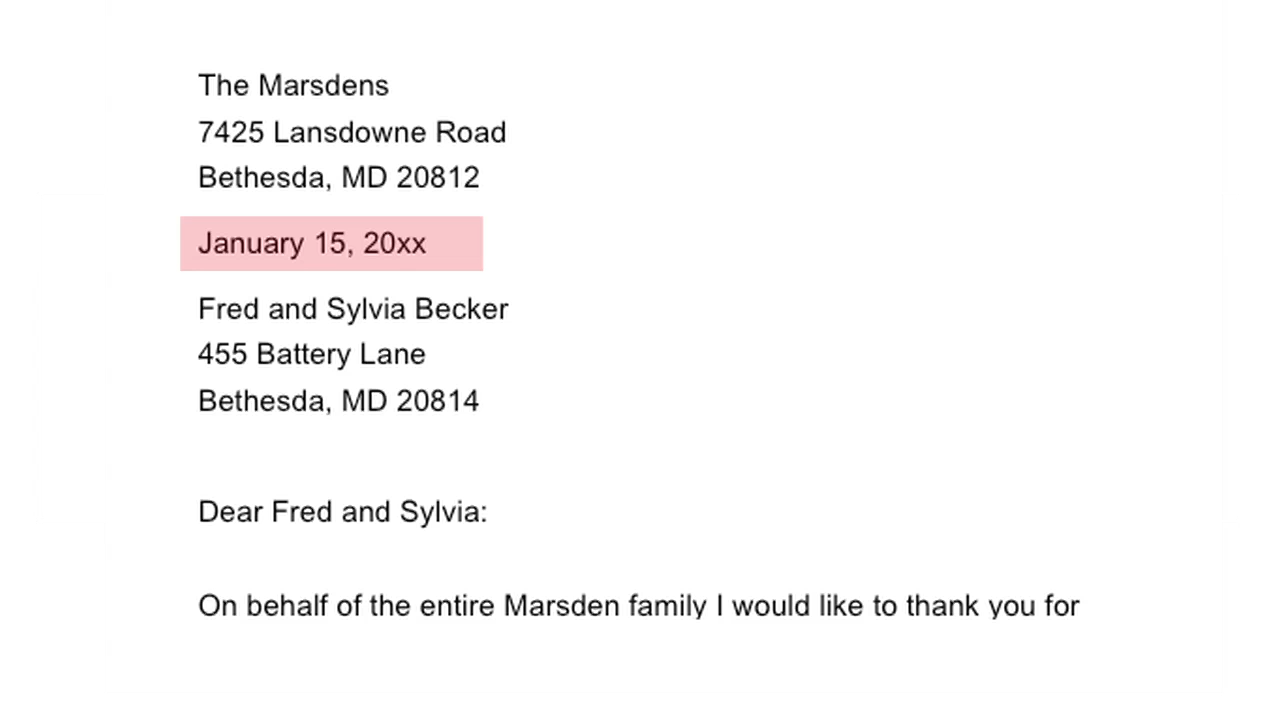 The Marsdens
7425 Lansdowne Road
Bethesda, MD 20812
January 15, 20xx
Fred and Sylvia Becker
455 Battery Lane
Bethesda, MD 20814
Dear Fred and Sylvia:
On behalf of the entire Marsden family I would like to thank you for